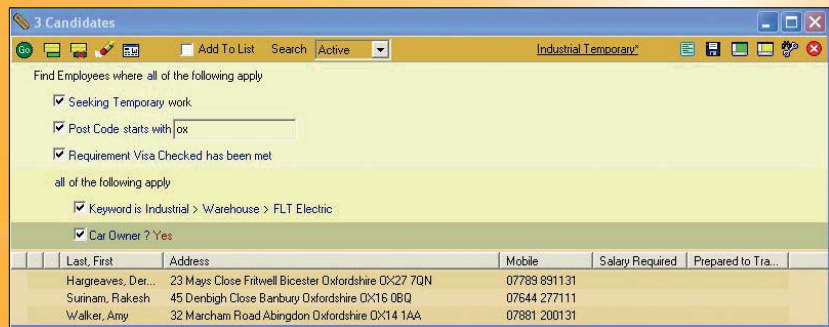 3 Candidates
Go Add To List Search Active Industrial Temporary*
Find Employees where all of the following apply
Seeking Temporary work
Post Code starts with ox
Requirement Visa Checked has been met
all of the following apply
Keyword is Industrial > Warehouse > FLT Electric
Car Owner ? Yes
Last, First Address Mobile Salary Required Prepared to Tra...
Hargreaves, Der... 23 Mays Close Fritwell Bicester Oxfordshire OX27 7QN 07789 891131
Surinam, Rakesh 45 Denbigh Close Banbury Oxfordshire OX16 0BQ 07644 277111
Walker, Amy 32 Marcham Road Abingdon Oxfordshire OX14 1AA 07881 200131